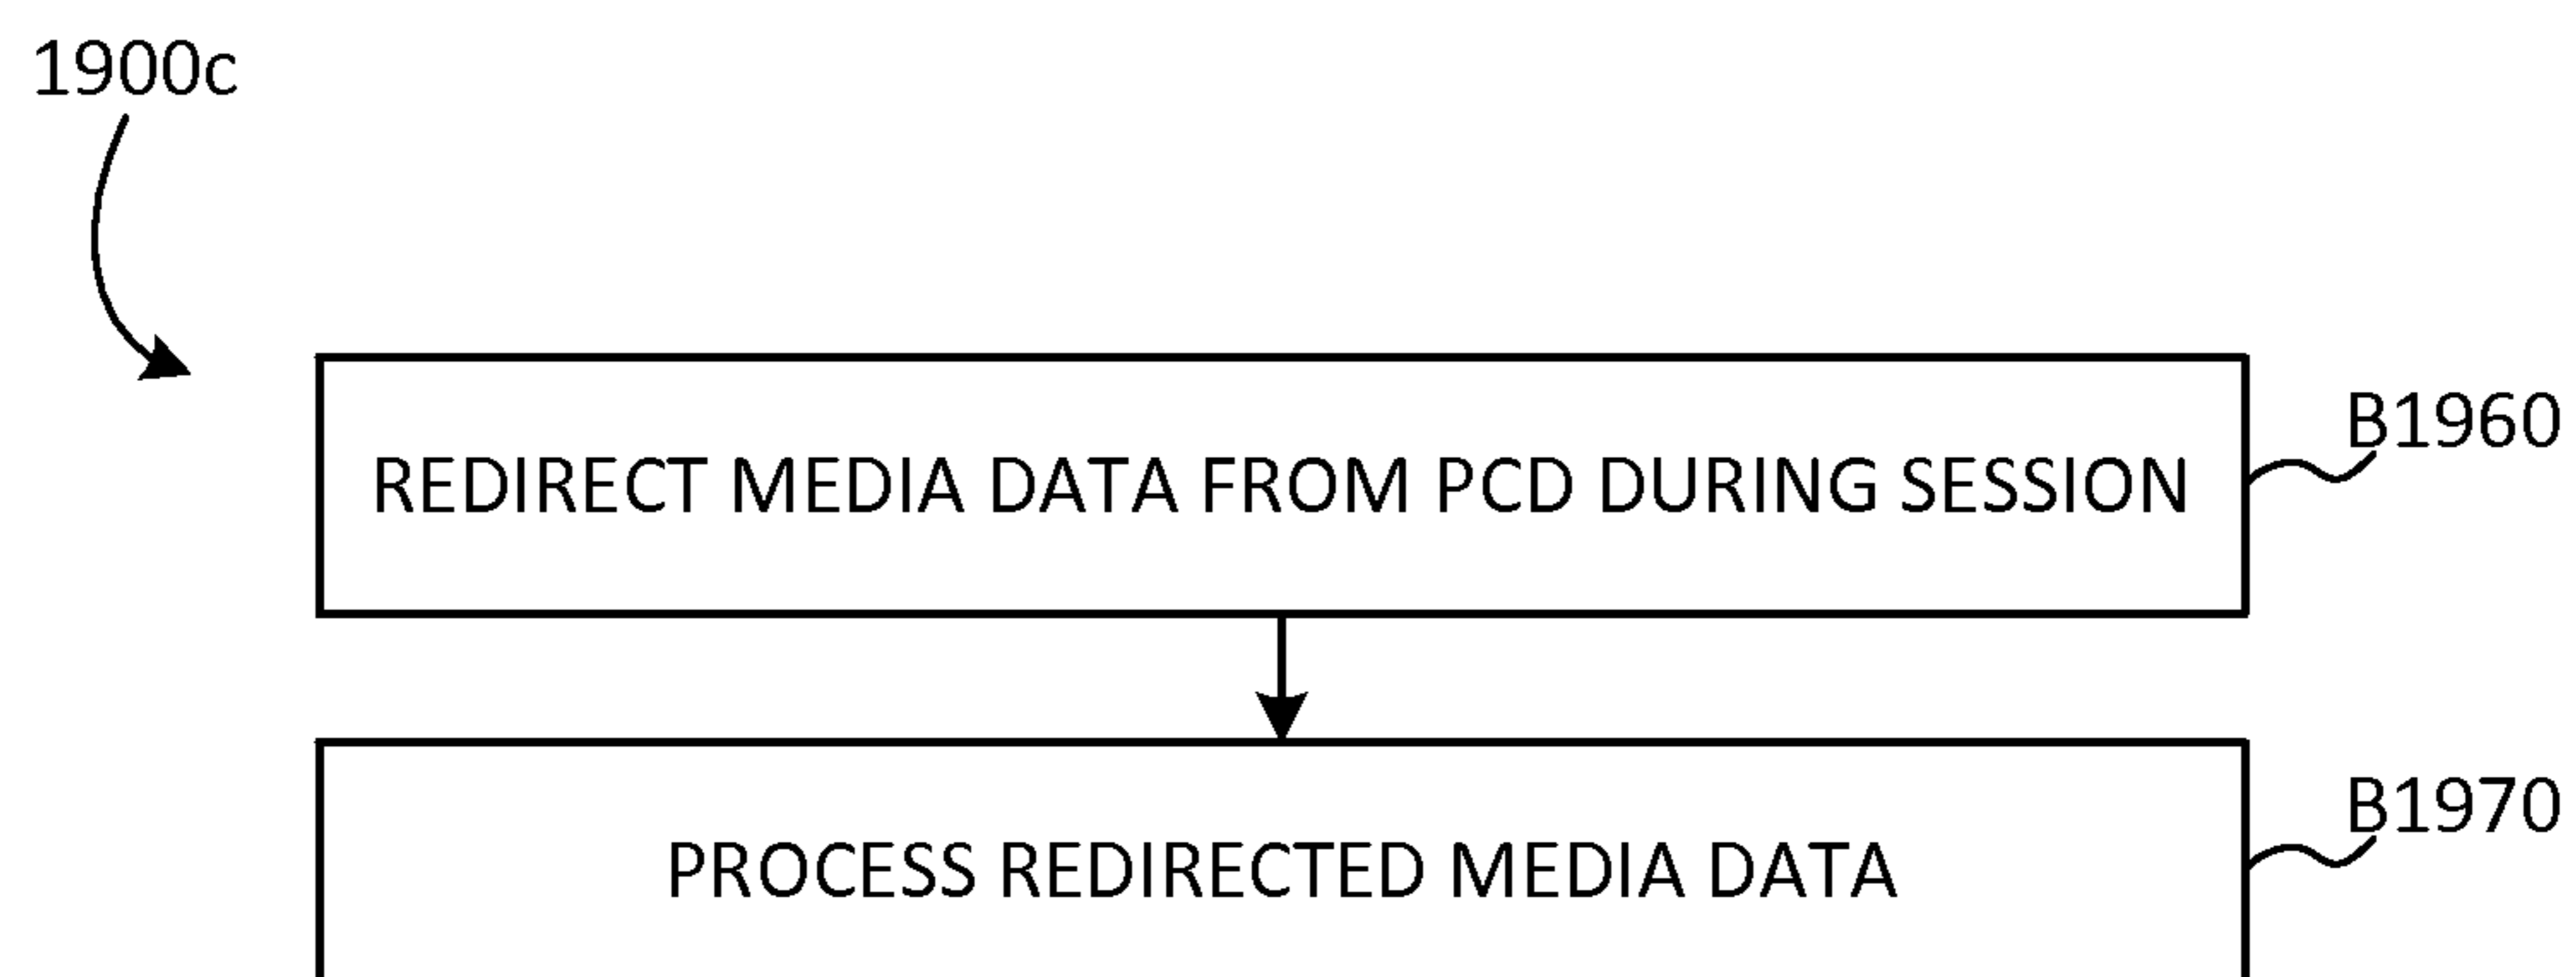 1900c
REDIRECT MEDIA DATA FROM PCD DURING SESSION
B1960
PROCESS REDIRECTED MEDIA DATA
B1970